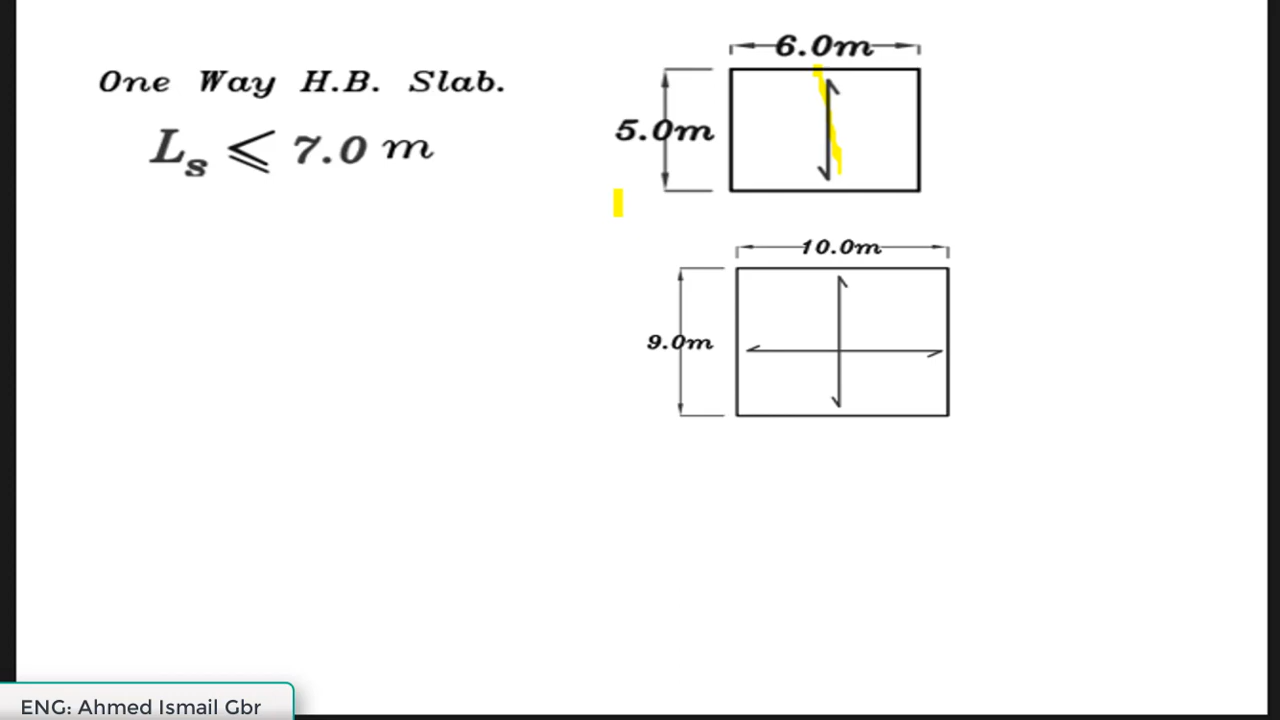 One Way H.B. Slab.
Ls ⩽ 7.0 m
6.0m
5.0m
10.0m
9.0m
ENG: Ahmed Ismail Gbr